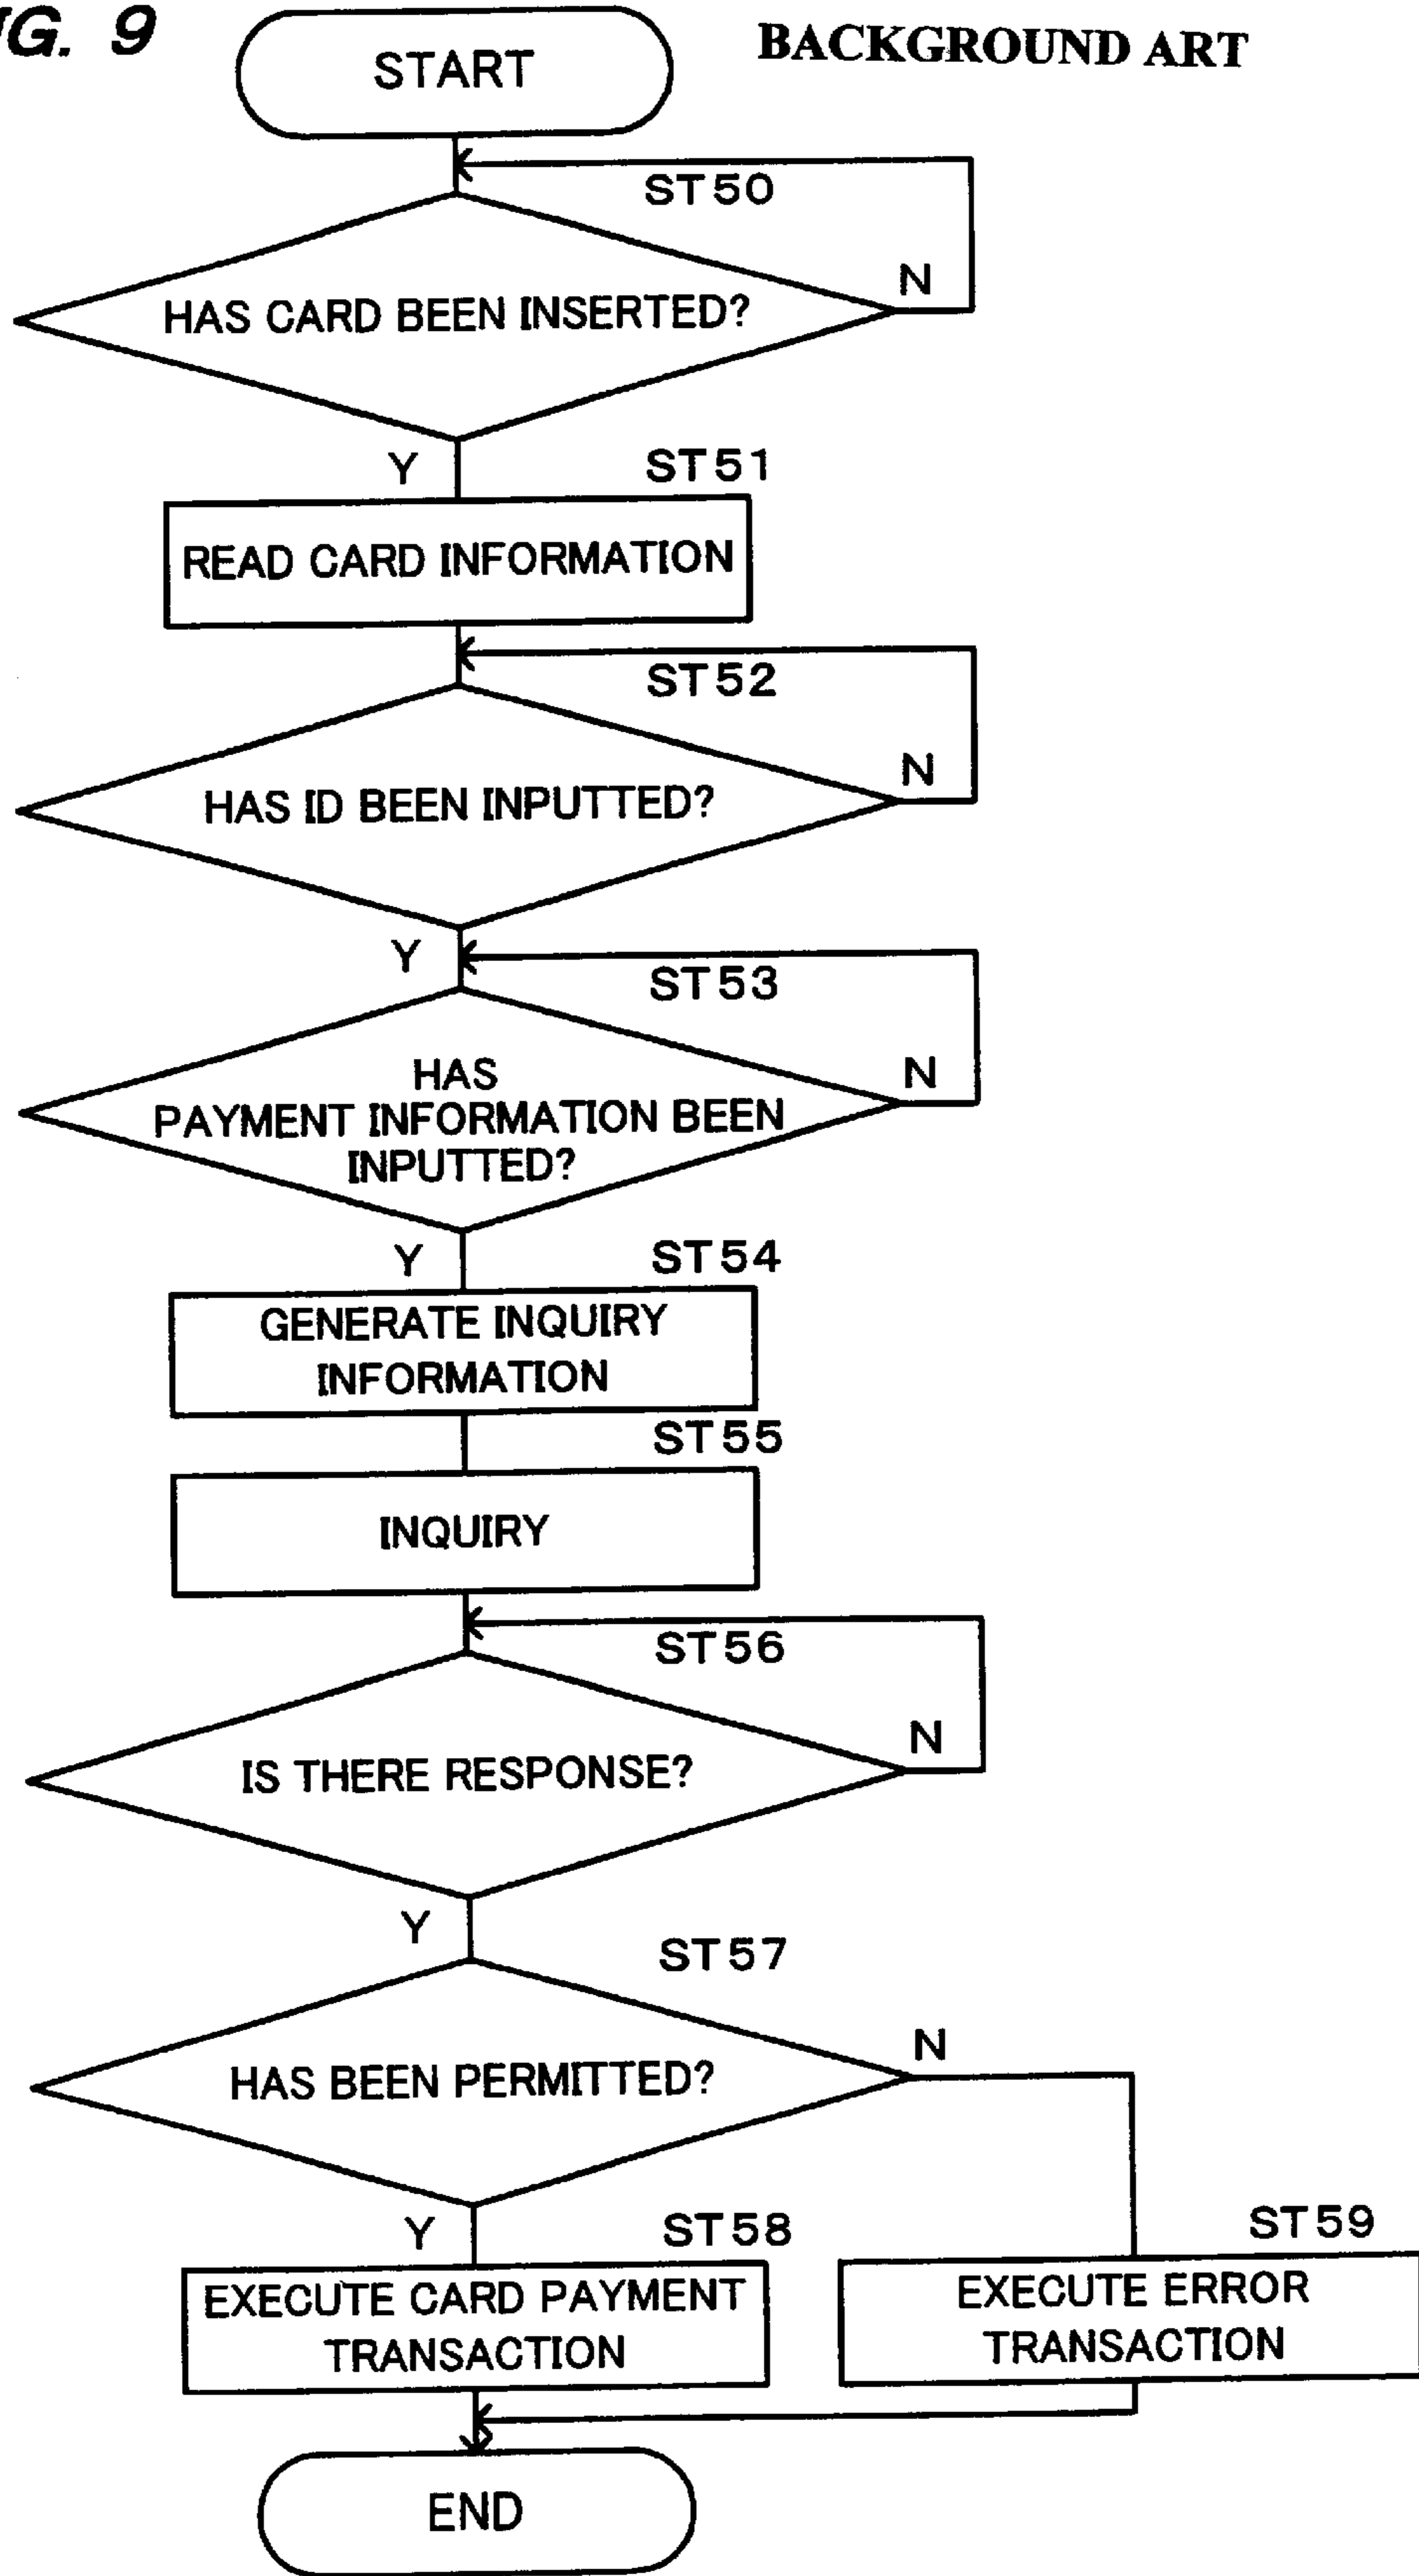 G. 9
BACKGROUND ART
START
ST50
HAS CARD BEEN INSERTED?
N
Y
ST51
READ CARD INFORMATION
ST52
HAS ID BEEN INPUTTED?
N
Y
ST53
HAS
PAYMENT INFORMATION BEEN
INPUTTED?
N
Y
ST54
GENERATE INQUIRY
INFORMATION
ST55
INQUIRY
ST56
IS THERE RESPONSE?
N
Y
ST57
HAS BEEN PERMITTED?
N
Y
ST58
EXECUTE CARD PAYMENT
TRANSACTION
ST59
EXECUTE ERROR
TRANSACTION
END